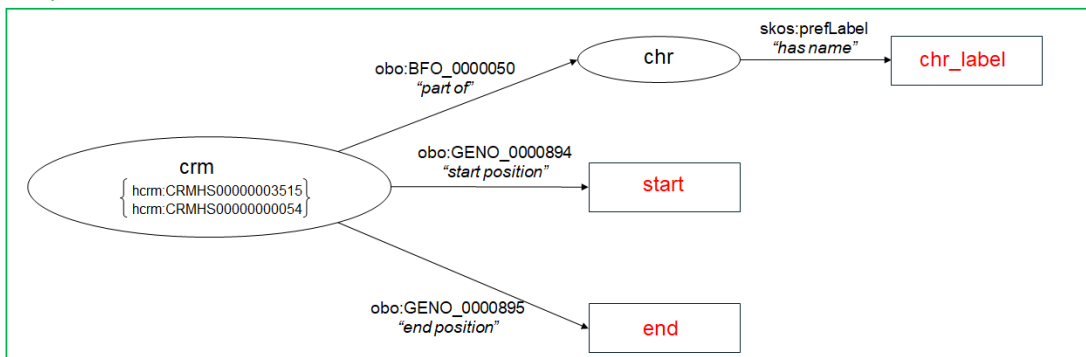 skos:prefLabel
"has name"
chr
chr_label
obo:BFO_0000050
"part of"
crm
hcrm:CRMHS00000003515
hcrm:CRMHS00000000054
obo:GENO_0000894
"start position"
start
obo:GENO_0000895
"end position"
end